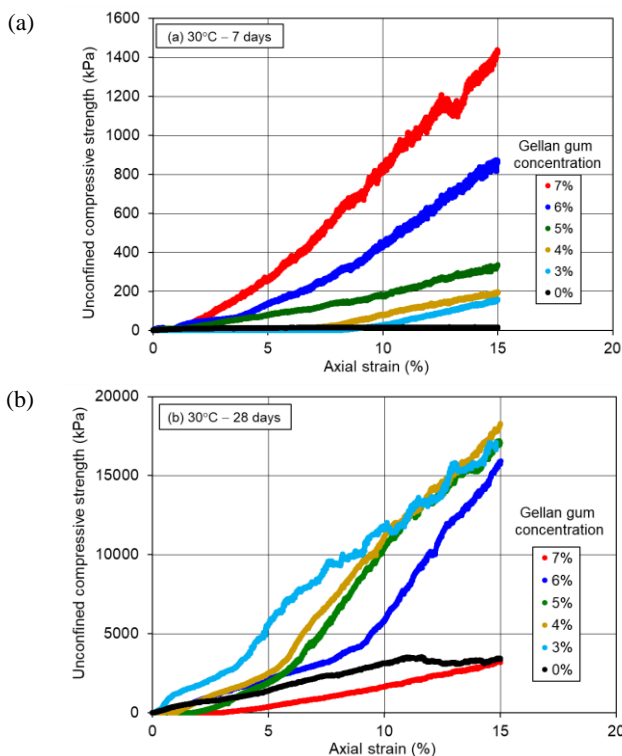 (a)
(a) 30°C – 7 days
Unconfined compressive strength (kPa)
1600
1400
1200
1000
800
600
400
200
0
0 5 10 15 20
Axial strain (%)
Gellan gum
concentration
7%
6%
5%
4%
3%
0%
(b)
(b) 30°C – 28 days
Unconfined compressive strength (kPa)
20000
15000
10000
5000
0
0 5 10 15 20
Axial strain (%)
Gellan gum
concentration
7%
6%
5%
4%
3%
0%